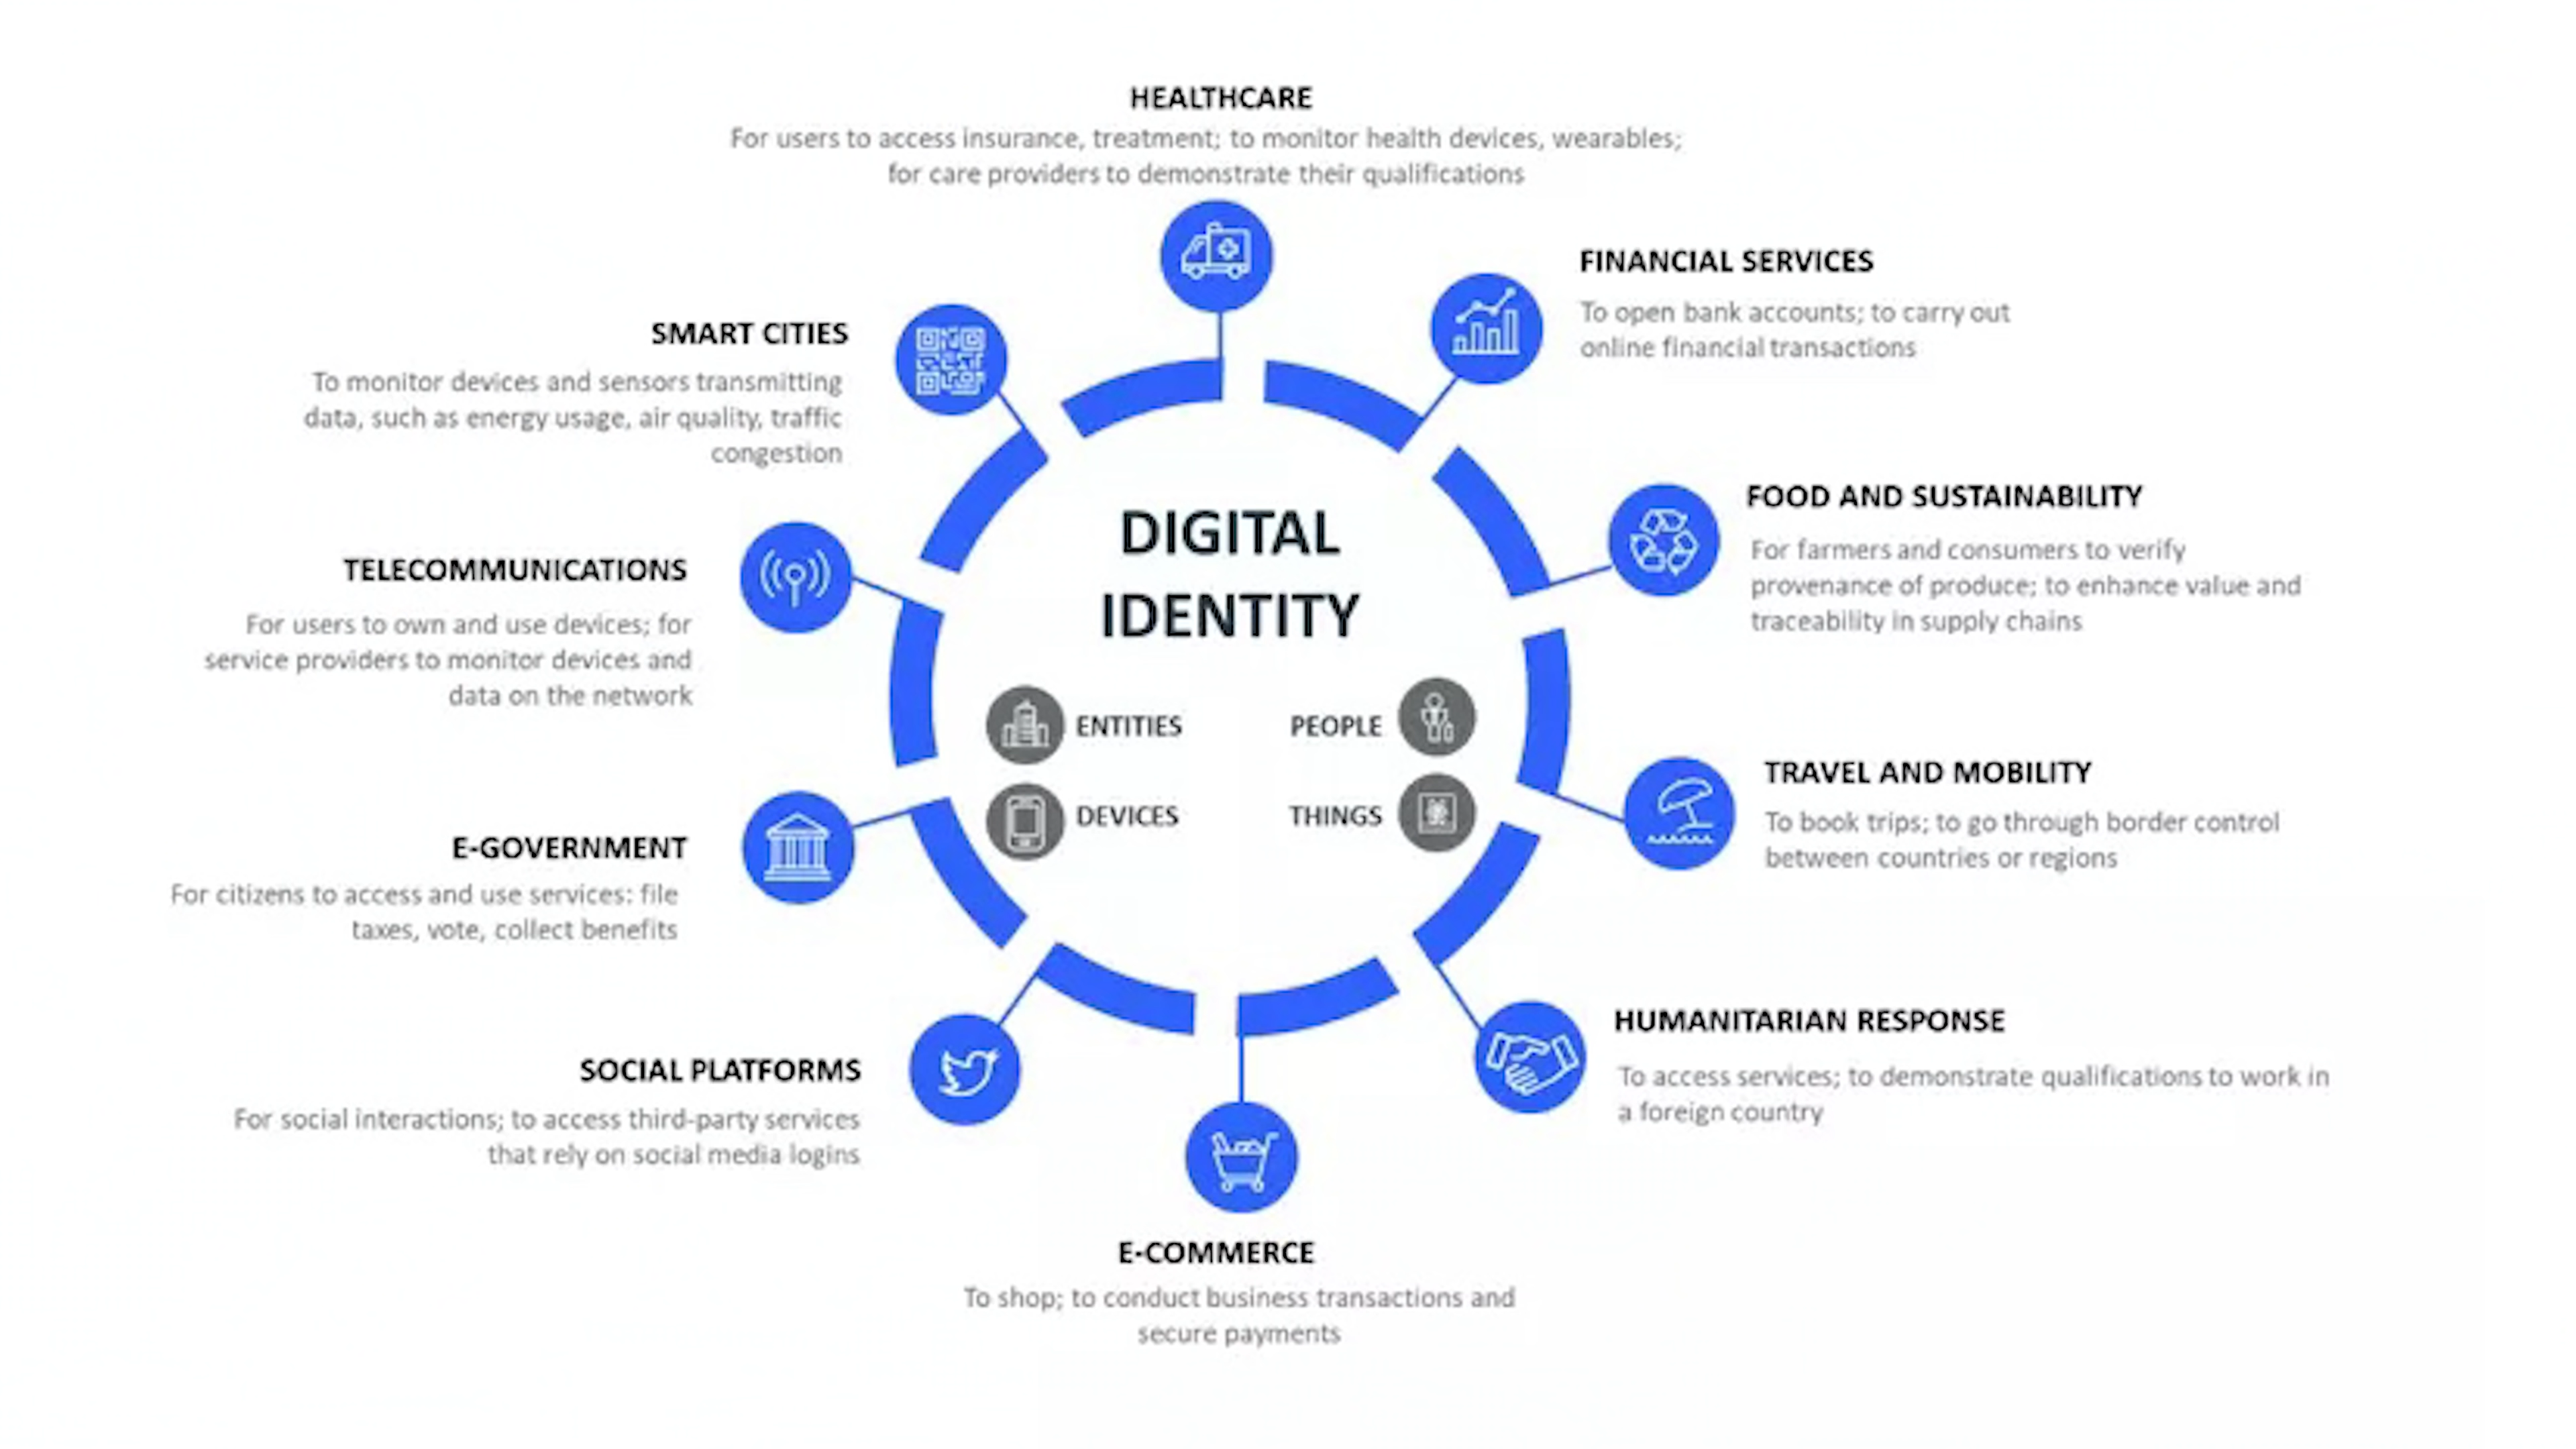 HEALTHCARE
For users to access insurance, treatment; to monitor health devices, wearables;
for care providers to demonstrate their qualifications
FINANCIAL SERVICES
To open bank accounts; to carry out
online financial transactions
FOOD AND SUSTAINABILITY
For farmers and consumers to verify
provenance of produce; to enhance value and
traceability in supply chains
TRAVEL AND MOBILITY
To book trips; to go through border control
between countries or regions
HUMANITARIAN RESPONSE
To access services; to demonstrate qualifications to work in
a foreign country
E-COMMERCE
To shop; to conduct business transactions and
secure payments
SOCIAL PLATFORMS
For social interactions; to access third-party services
that rely on social media logins
E-GOVERNMENT
For citizens to access and use services: file
taxes, vote, collect benefits
TELECOMMUNICATIONS
For users to own and use devices; for
service providers to monitor devices and
data on the network
SMART CITIES
To monitor devices and sensors transmitting
data, such as energy usage, air quality, traffic
congestion
DIGITAL
IDENTITY
ENTITIES
PEOPLE
DEVICES
THINGS